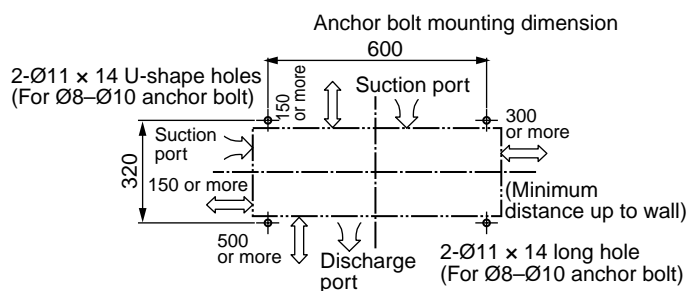 Anchor bolt mounting dimension
600
2-Ø11 × 14 U-shape holes
(For Ø8–Ø10 anchor bolt)
150
or more
Suction port
300
or more
Suction
port
320
150 or more
(Minimum
distance up to wall)
500
or more
Discharge
port
2-Ø11 × 14 long hole
(For Ø8–Ø10 anchor bolt)